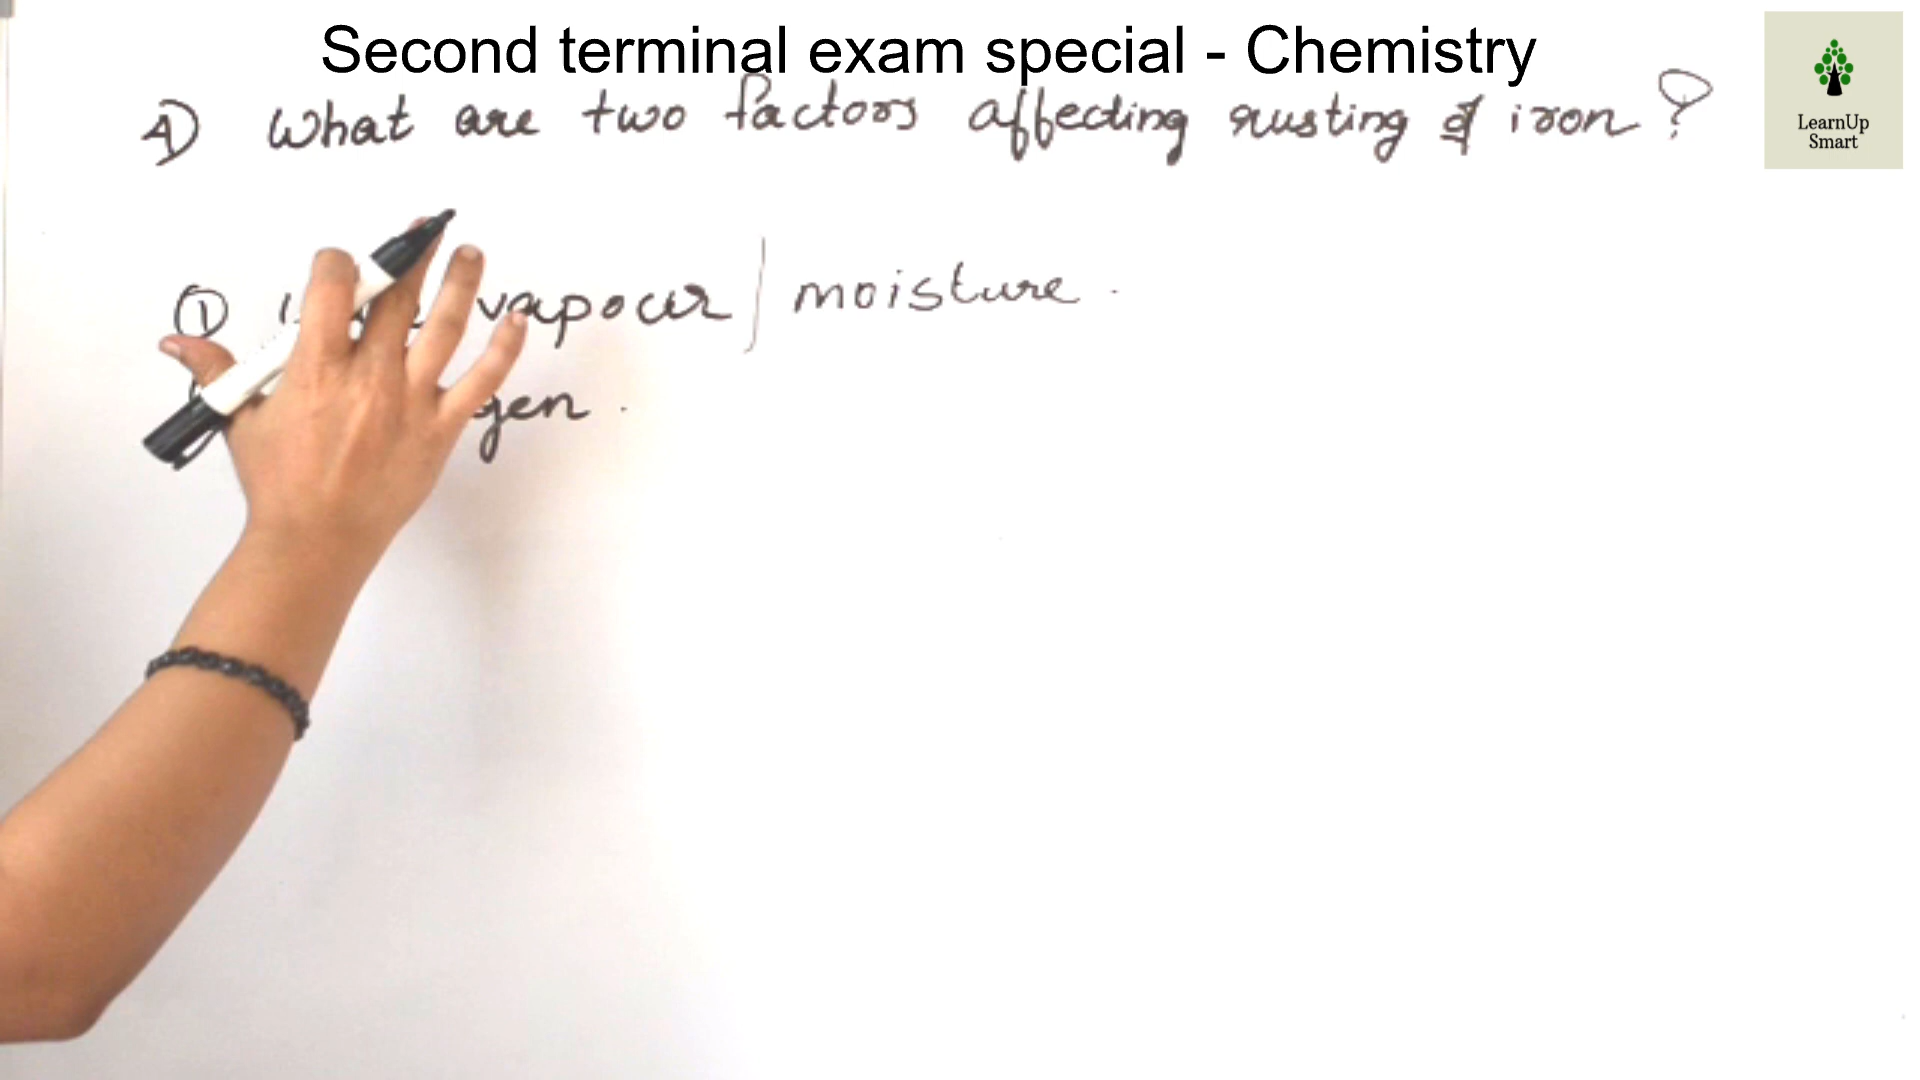 Second terminal exam special - Chemistry
4) What are two factors affecting rusting of iron?
LearnUp
Smart
① vapour / moisture.